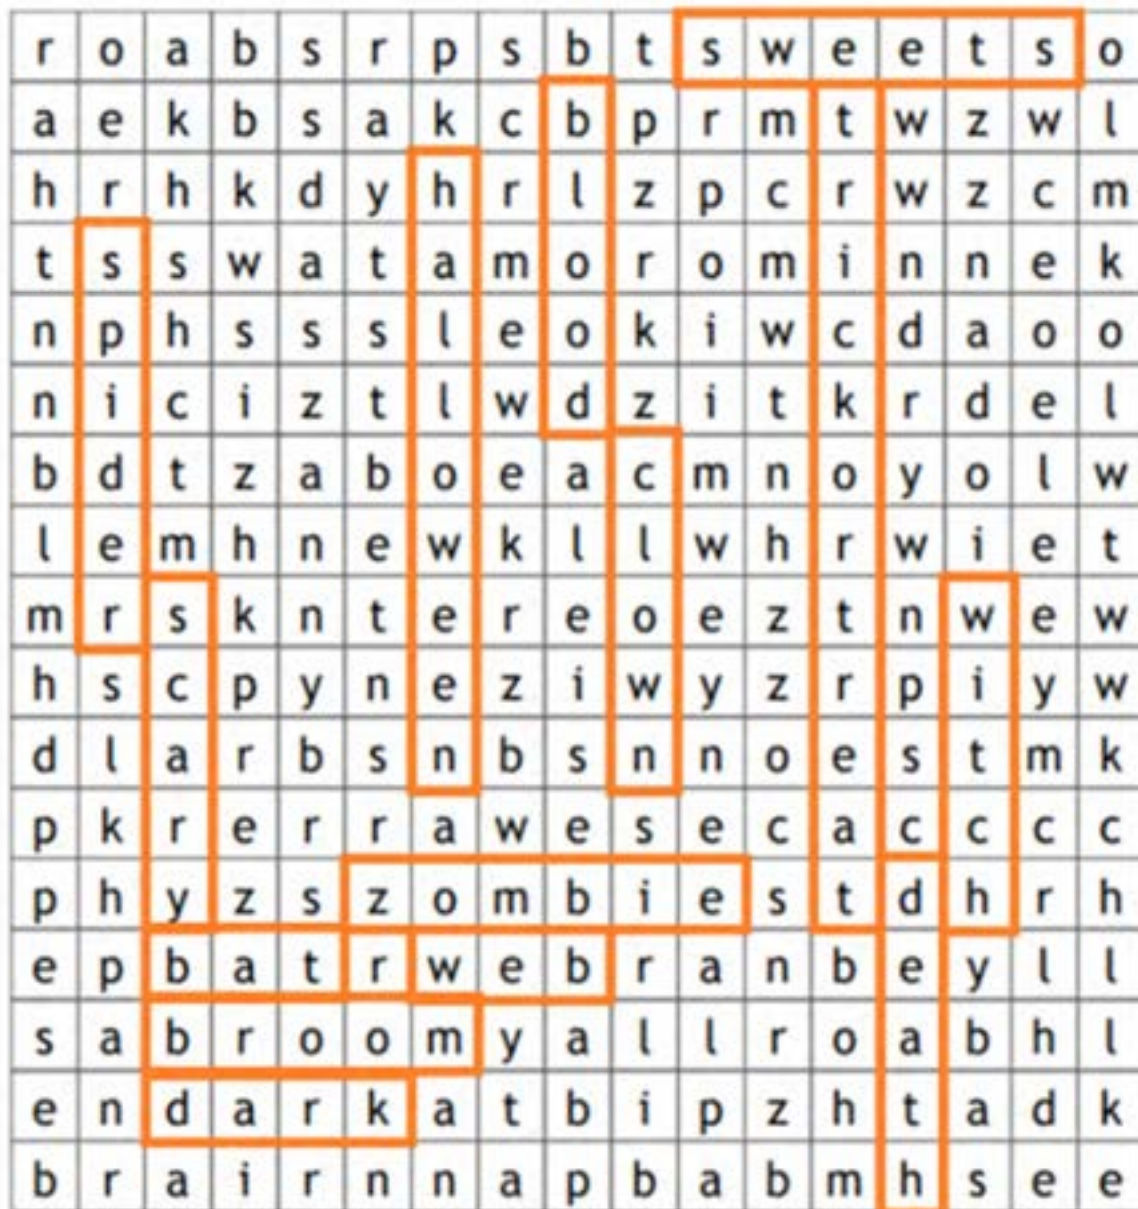 r o a b s r p s b t s w e e t s o
a e k b s a k c b p r m t w z w l
h r h k d y h r l z p c r w z c m
t s s w a t a m o r o m i n n e k
n p h s s s l e o k i w c d a o o
n i c i z t l w d z i t k r d e l
b d t z a b o e a c m n o y o l w
l e m h n e w k l l w h r w i e t
m r s k n t e r e o e z t n w e w
h s c p y n e z i w y z r p i y w
d l a r b s n b s n n o e s t m k
p k r e r r a w e s e c a c c c c
p h y z s z o m b i e s t d h r h
e p b a t r w e b r a n b e y l l
s a b r o o m y a l l r o a b h l
e n d a r k a t b i p z h t a d k
b r a i r n n a p b a b m h s e e